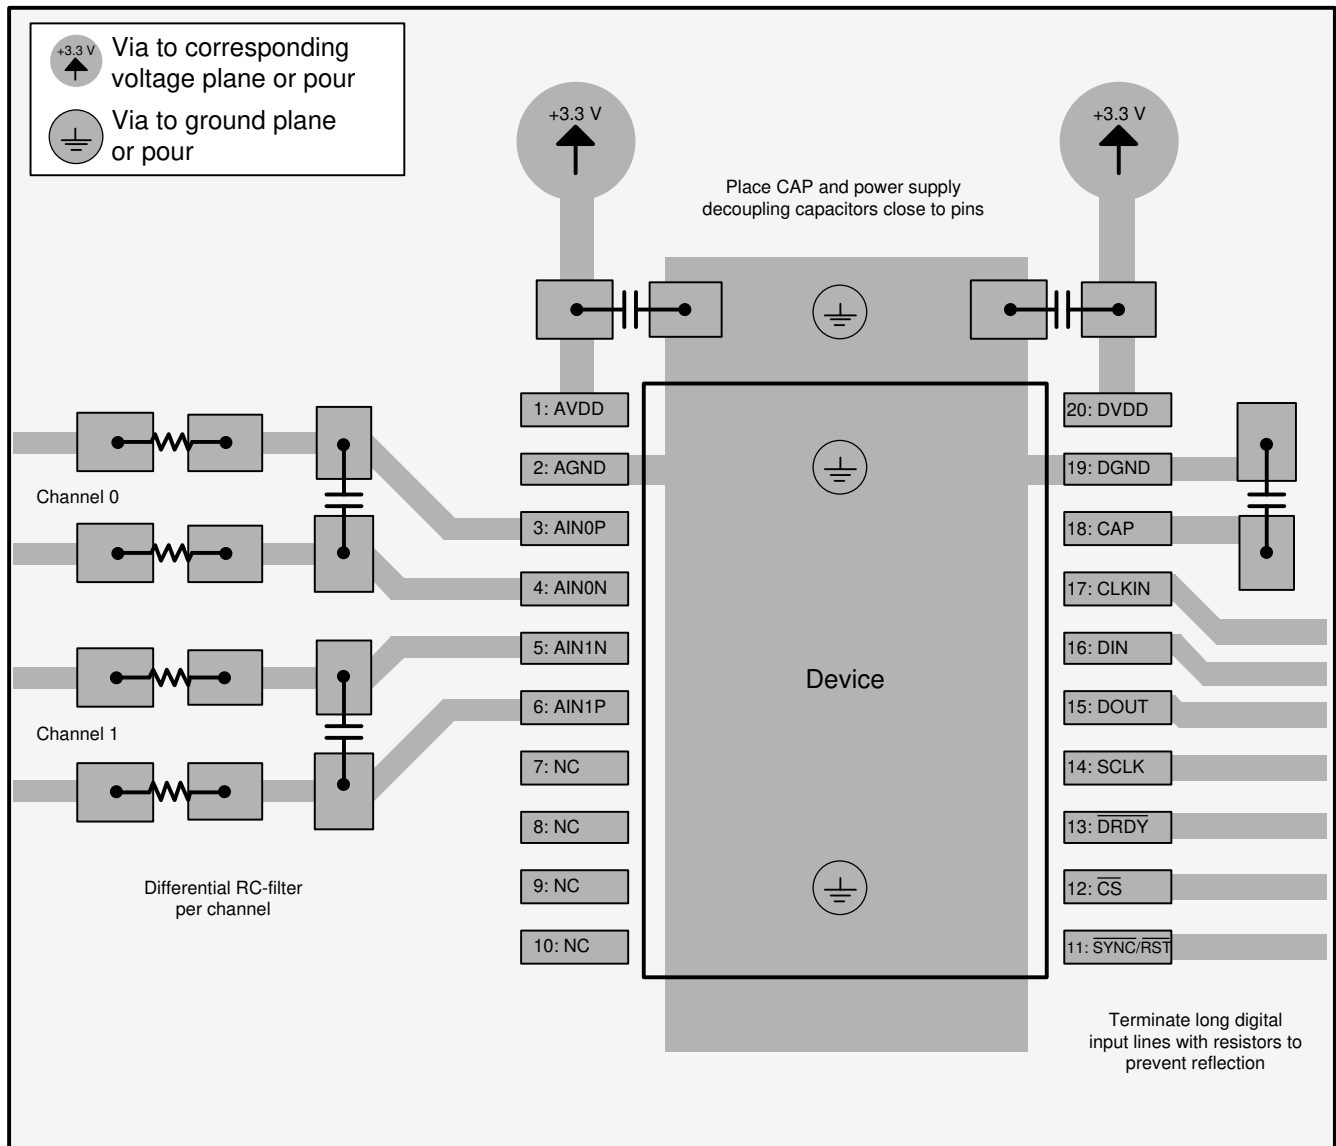 +3.3 V
Via to corresponding
voltage plane or pour
Via to ground plane
or pour
+3.3 V
+3.3 V
Place CAP and power supply
decoupling capacitors close to pins
1: AVDD
20: DVDD
2: AGND
19: DGND
Channel 0
3: AIN0P
18: CAP
4: AIN0N
17: CLKIN
5: AIN1N
16: DIN
Device
6: AIN1P
15: DOUT
Channel 1
7: NC
14: SCLK
8: NC
13: DRDY
9: NC
12: CS
Differential RC-filter
per channel
10: NC
11: SYNC/RST
Terminate long digital
input lines with resistors to
prevent reflection